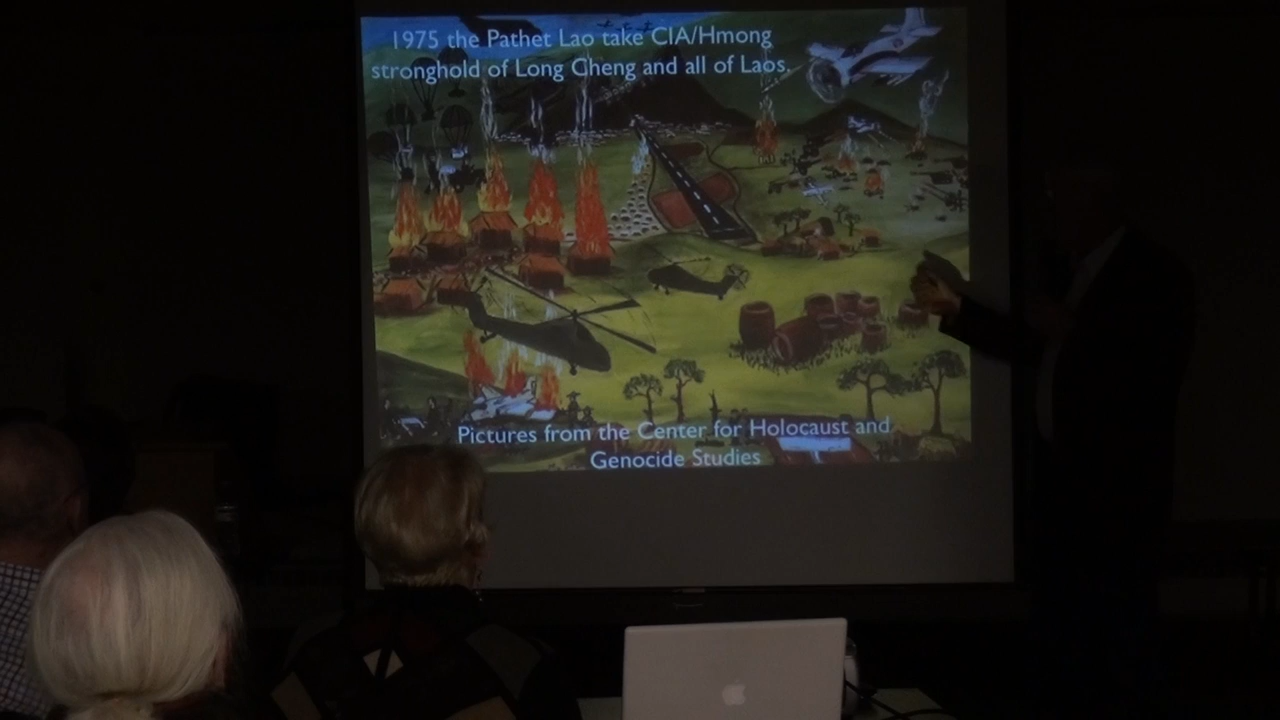 1975 the Pathet Lao take CIA/Hmong
stronghold of Long Cheng and all of Laos.
Pictures from the Center for Holocaust and
Genocide Studies